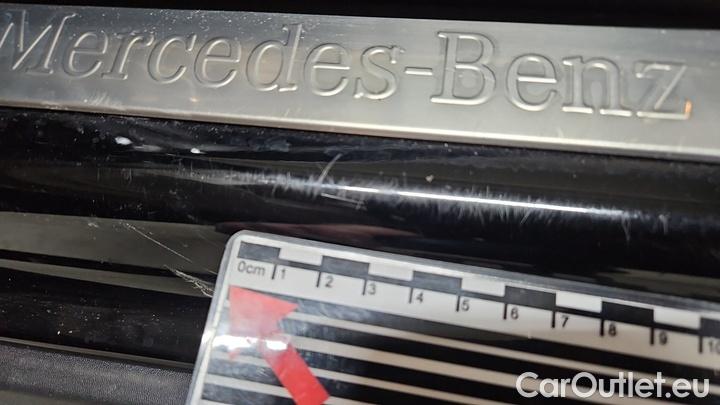 Mercedes-Benz
0cm 1 2 3 4 5 6 7 8 9 10
CarOutlet.eu